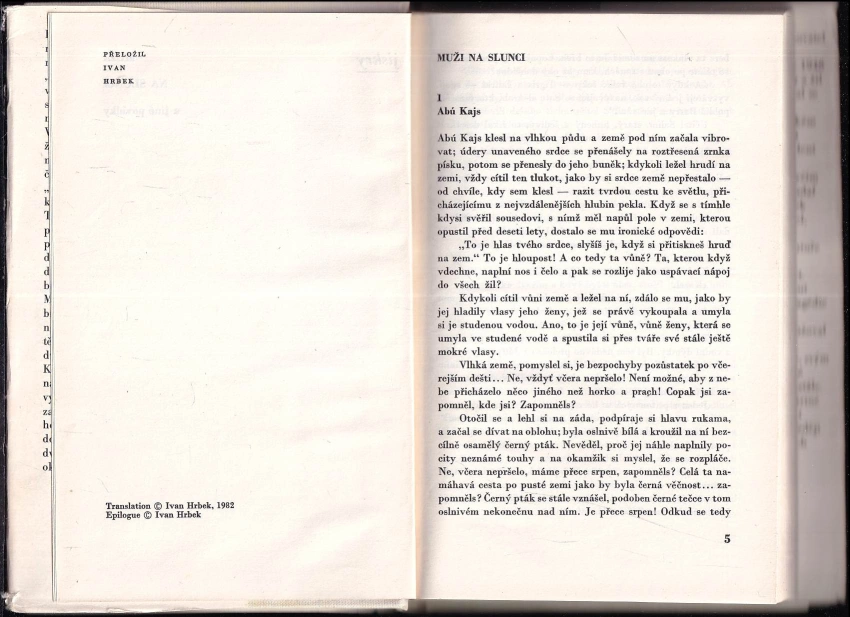 PŘELOŽIL
IVAN
HRBEK
Translation © Ivan Hrbek, 1982
Epilogue © Ivan Hrbek
MUŽI NA SLUNCI
1
Abú Kajs
Abú Kajs klesl na vlhkou půdu a země pod ním začala vibro-
vat; údery unaveného srdce se přenášely na roztřesená zrnka
písku, potom se přenesly do jeho buněk; kdykoli ležel hrudí na
zemi, vždy cítil ten tlukot, jako by si srdce země nepřestalo —
od chvíle, kdy sem klesl — razit tvrdou cestu ke světlu, při-
cházejícímu z nejvzdálenějších hlubin pekla. Když se s tímhle
kdysi svěřil sousedovi, s nímž měl napůl pole v zemi, kterou
opustil před deseti lety, dostalo se mu ironické odpovědi:
„To je hlas tvého srdce, slyšíš je, když si přitiskneš hruď
na zem.“ To je hloupost! A co tedy ta vůně? Ta, kterou když
vdechne, naplní nos i čelo a pak se rozlije jako uspávací nápoj
do všech žil?
Kdykoli cítil vůni země a ležel na ní, zdálo se mu, jako by
jej hladily vlasy jeho ženy, jež se právě vykoupala a umyla
si je studenou vodou. Ano, to je její vůně, vůně ženy, která se
umyla ve studené vodě a spustila si přes tváře své stále ještě
mokré vlasy.
Vlhká země, pomyslel si, je bezpochyby pozůstatek po vče-
rejším dešti... Ne, vždyť včera nepršelo! Není možné, aby z ne-
be přicházelo něco jiného než horko a prach! Copak jsi za-
pomněl, kde jsi? Zapomněls?
Otočil se a lehl si na záda, podpíraje si hlavu rukama,
a začal se dívat na oblohu; byla oslnivě bílá a kroužil na ní bez-
cílně osamělý černý pták. Nevěděl, proč jej náhle naplnily po-
city neznámé touhy a na okamžik si myslel, že se rozpláče.
Ne, včera nepršelo, máme přece srpen, zapomněls? Celá ta na-
máhavá cesta po pusté zemi jako by byla černá věčnost... za-
pomněls? Černý pták se stále vznášel, podoben černé tečce v tom
oslnivém nekonečnu nad ním. Je přece srpen! Odkud se tedy
5